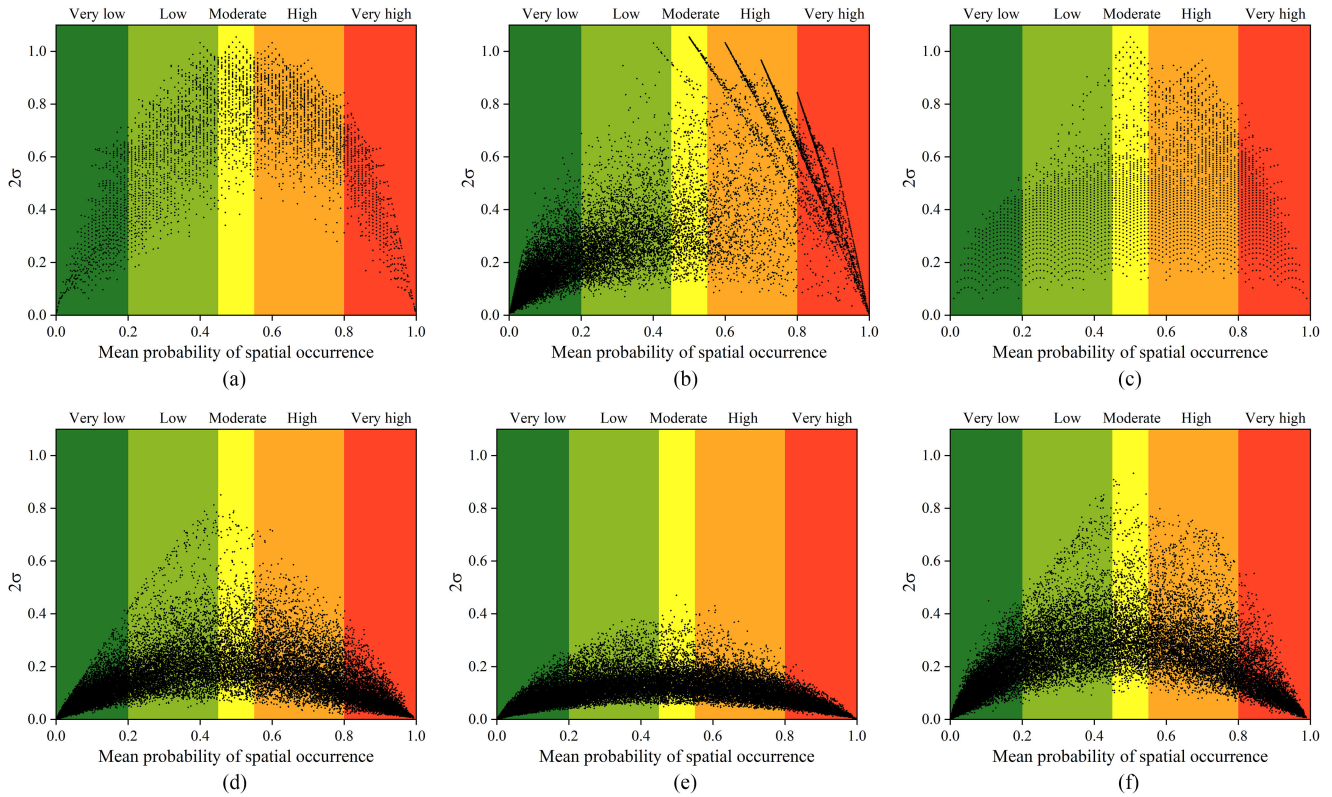 Very low Low Moderate High Very high
1.0
0.8
0.6
0.4
0.2
0.0
2σ
0.0 0.2 0.4 0.6 0.8 1.0
Mean probability of spatial occurrence
(a)
Very low Low Moderate High Very high
1.0
0.8
0.6
0.4
0.2
0.0
2σ
0.0 0.2 0.4 0.6 0.8 1.0
Mean probability of spatial occurrence
(b)
Very low Low Moderate High Very high
1.0
0.8
0.6
0.4
0.2
0.0
2σ
0.0 0.2 0.4 0.6 0.8 1.0
Mean probability of spatial occurrence
(c)
Very low Low Moderate High Very high
1.0
0.8
0.6
0.4
0.2
0.0
2σ
0.0 0.2 0.4 0.6 0.8 1.0
Mean probability of spatial occurrence
(d)
Very low Low Moderate High Very high
1.0
0.8
0.6
0.4
0.2
0.0
2σ
0.0 0.2 0.4 0.6 0.8 1.0
Mean probability of spatial occurrence
(e)
Very low Low Moderate High Very high
1.0
0.8
0.6
0.4
0.2
0.0
2σ
0.0 0.2 0.4 0.6 0.8 1.0
Mean probability of spatial occurrence
(f)